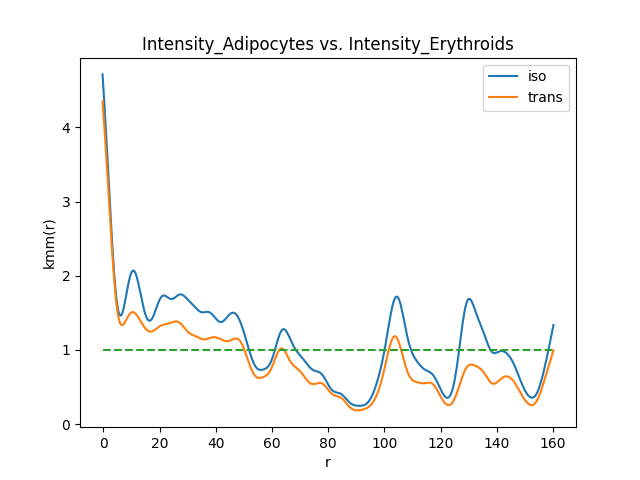 Intensity_Adipocytes vs. Intensity_Erythroids
iso
trans
kmm(r)
4
3
2
1
0
0 20 40 60 80 100 120 140 160
r